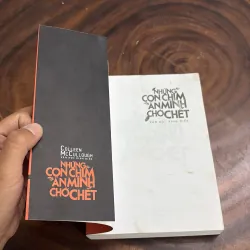 COLLEEN
MCCULLOUGH
NHỮNG
CON CHIM
ẨN MÌNH
CHỜ CHẾT
NHỮNG
CON CHIM
ẨN MÌNH
CHỜ CHẾT